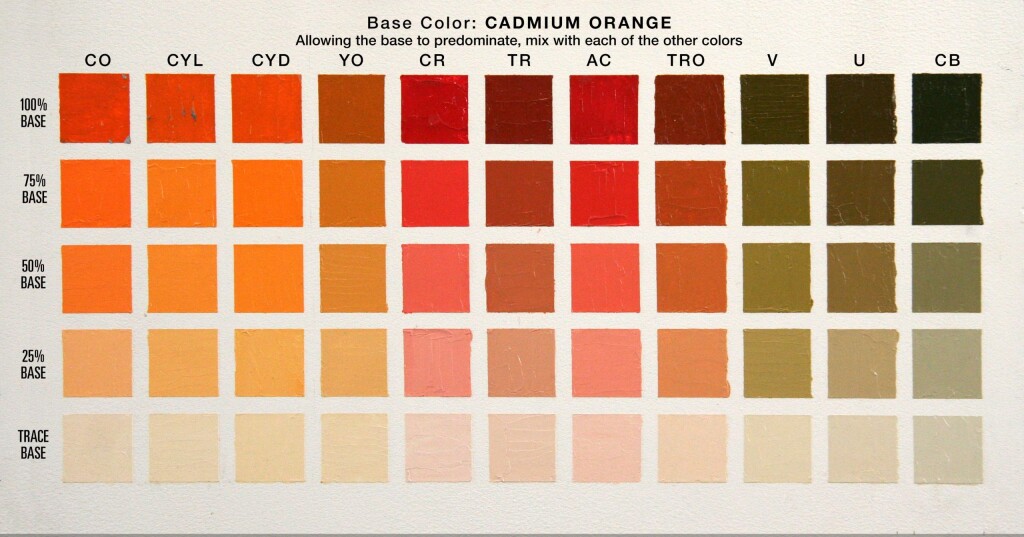 Base Color: CADMIUM ORANGE
Allowing the base to predominate, mix with each of the other colors
CO CYL CYD YO CR TR AC TRO V U CB
100%
BASE
75%
BASE
50%
BASE
25%
BASE
TRACE
BASE